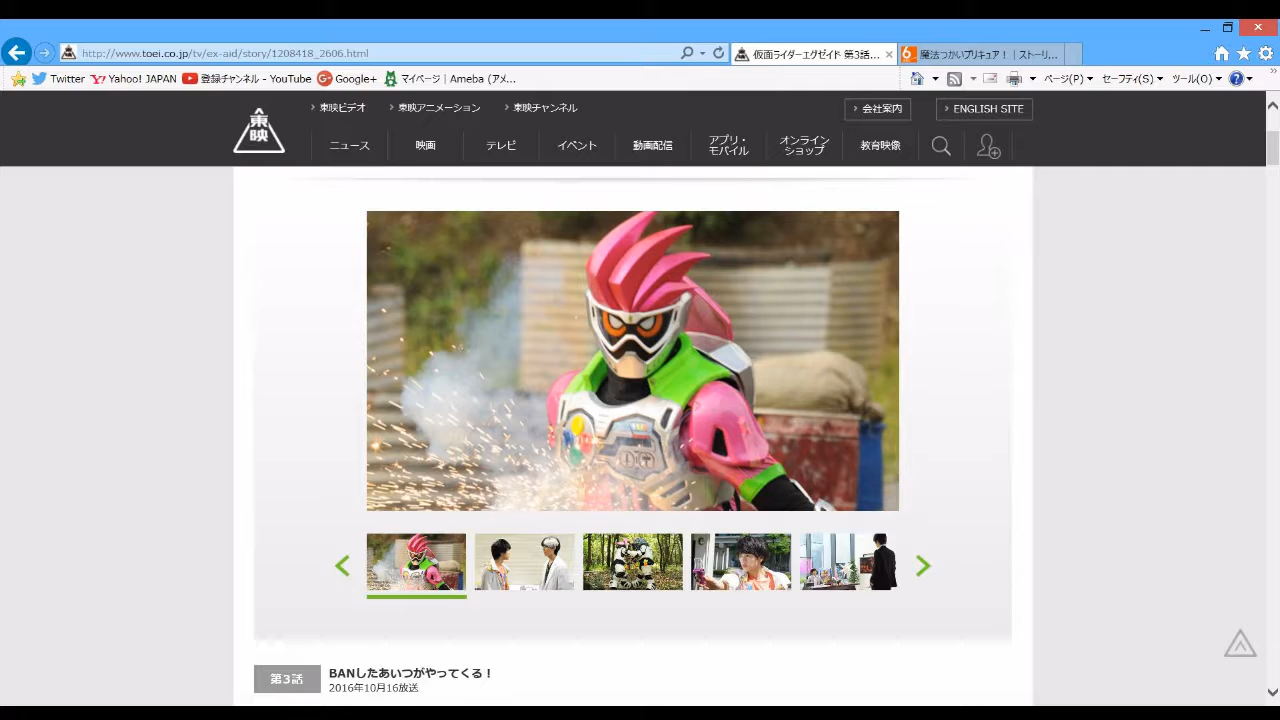 http://www.toei.co.jp/tv/ex-aid/story/1208418_2606.html
仮面ライダーエグゼイド 第3話...
魔法つかいプリキュア！｜ストーリ...
Twitter
Yahoo! JAPAN
登録チャンネル - YouTube
Google+
マイページ｜Ameba (アメ...
ページ(P)
セーフティ(S)
ツール(O)
東映
東映ビデオ
東映アニメーション
東映チャンネル
会社案内
ENGLISH SITE
ニュース
映画
テレビ
イベント
動画配信
アプリ・
モバイル
オンライン
ショップ
教育映像
第3話
BANしたあいつがやってくる！
2016年10月16放送